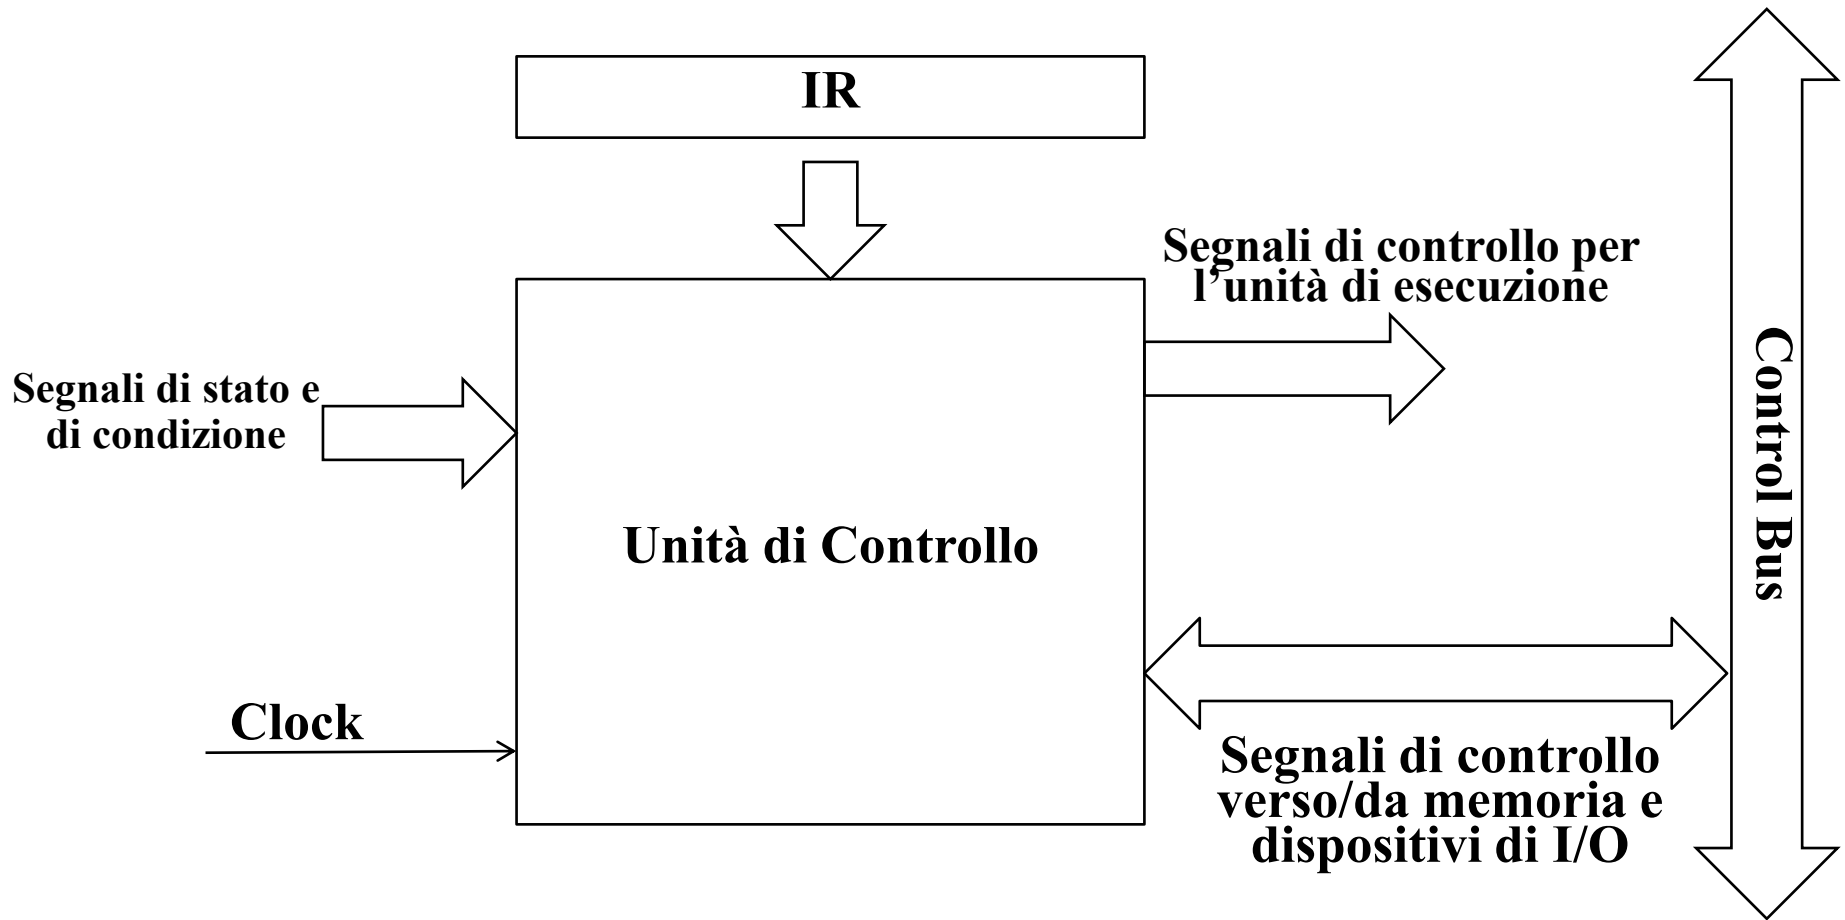 IR
Segnali di controllo per
l’unità di esecuzione
Segnali di stato e
di condizione
Control Bus
Unità di Controllo
Clock
Segnali di controllo
verso/da memoria e
dispositivi di I/O